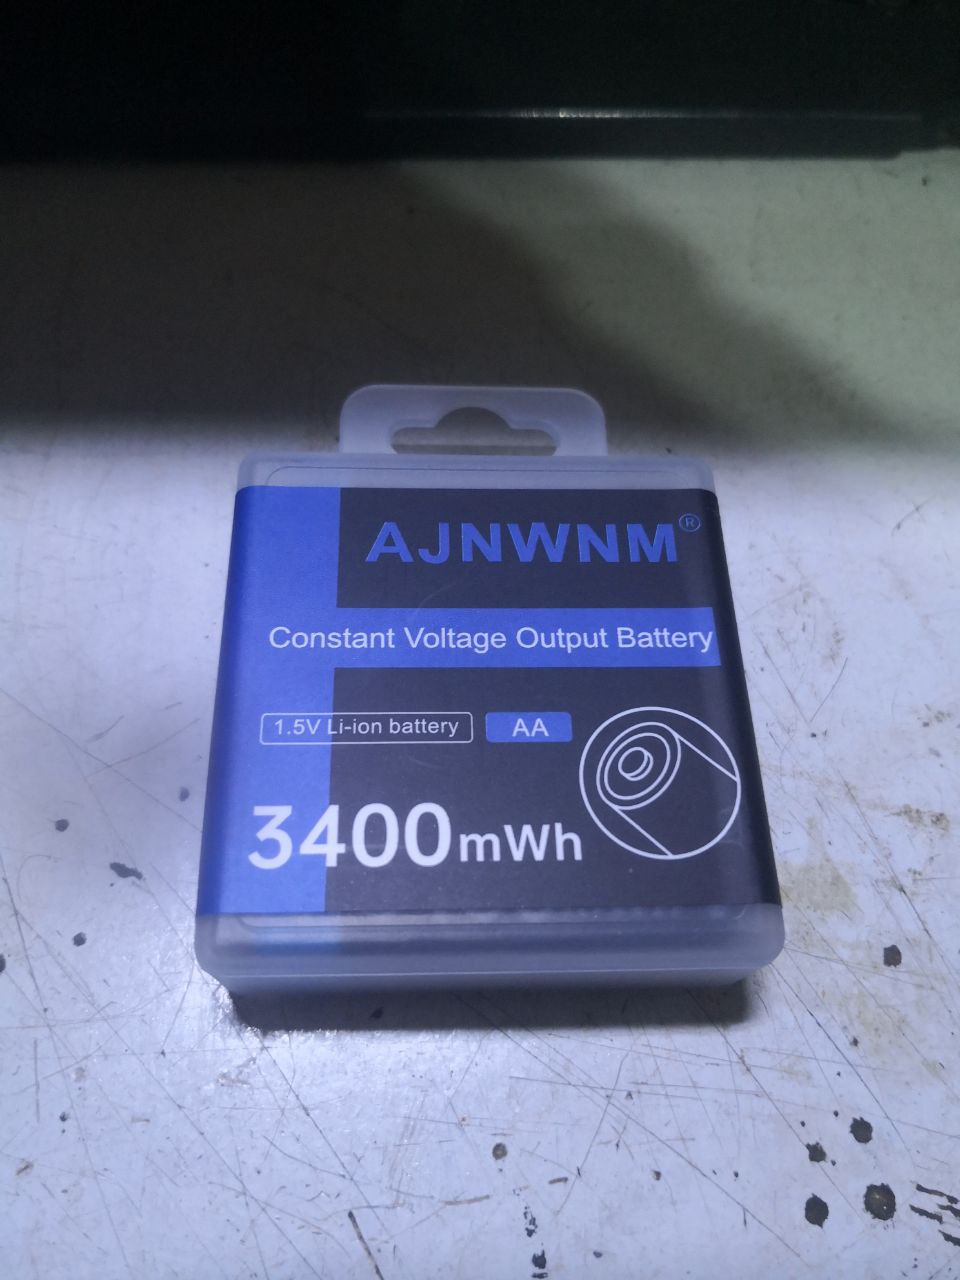 AJNWNM®
Constant Voltage Output Battery
1.5V Li-ion battery AA
3400mWh